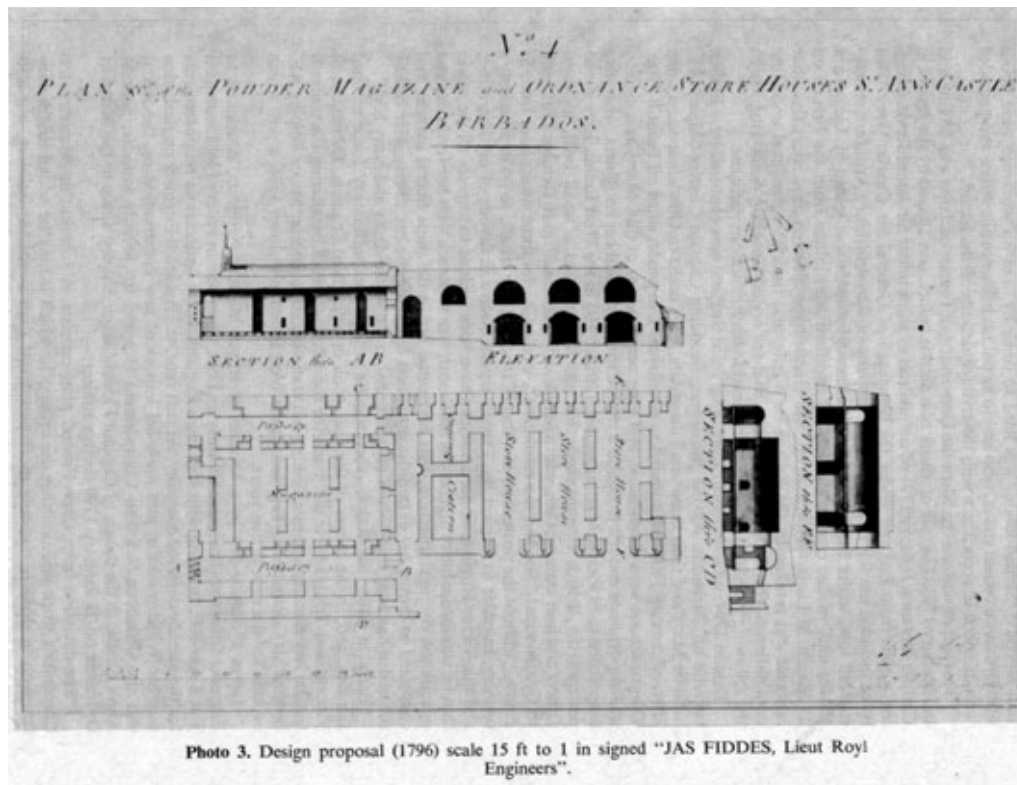 No. 4
PLAN &c. of the POWDER MAGAZINE and ORDNANCE STORE HOUSES St. ANN'S CASTLE
BARBADOS.
B C
SECTION thro. AB
ELEVATION
C
E
Passage
Magazine
Passage
A
B
D
Passage
Cistern
Store House
Store House
Store House
F
SECTION thro CD
SECTION thro EF
Photo 3. Design proposal (1796) scale 15 ft to 1 in signed "JAS FIDDES, Lieut Royl
Engineers".